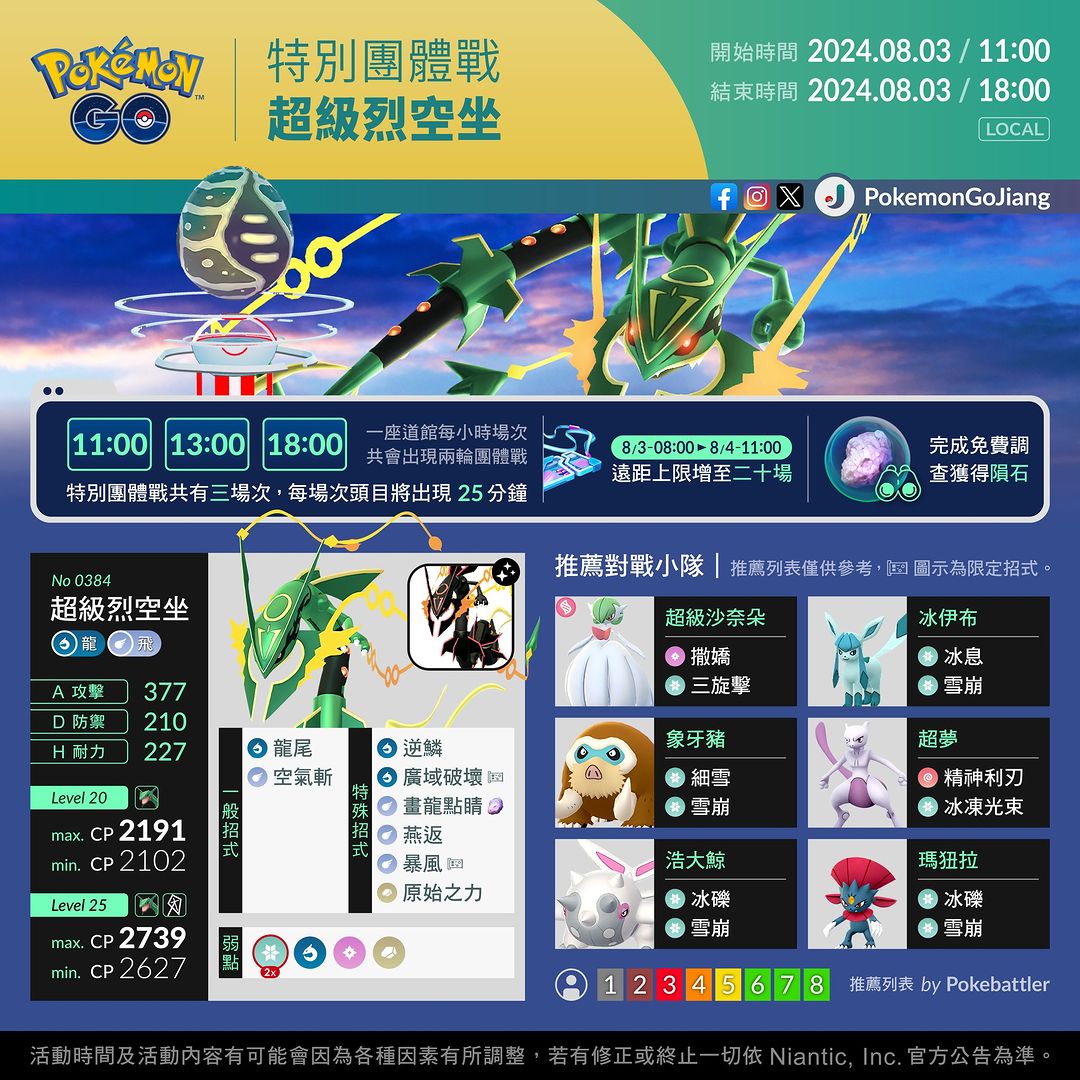 POKÉMON GO TM
特別團體戰
超級烈空坐
開始時間 2024.08.03 / 11:00
結束時間 2024.08.03 / 18:00
LOCAL
f X J PokemonGoJiang
11:00 13:00 18:00
一座道館每小時場次
共會出現兩輪團體戰
特別團體戰共有三場次，每場次頭目將出現 25 分鐘
8/3-08:00 ▸ 8/4-11:00
遠距上限增至二十場
完成免費調
查獲得隕石
No 0384
超級烈空坐
龍 飛
A 攻擊 377
D 防禦 210
H 耐力 227
Level 20
max. CP 2191
min. CP 2102
Level 25
max. CP 2739
min. CP 2627
一般招式
龍尾
空氣斬
特殊招式
逆鱗
廣域破壞
畫龍點睛
燕返
暴風
原始之力
弱點
2x
推薦對戰小隊 | 推薦列表僅供參考， 圖示為限定招式。
超級沙奈朵
撒嬌
三旋擊
冰伊布
冰息
雪崩
象牙豬
細雪
雪崩
超夢
精神利刃
冰凍光束
浩大鯨
冰礫
雪崩
瑪狃拉
冰礫
雪崩
1 2 3 4 5 6 7 8
推薦列表 by Pokebattler
活動時間及活動內容有可能會因為各種因素有所調整，若有修正或終止一切依 Niantic, Inc. 官方公告為準。